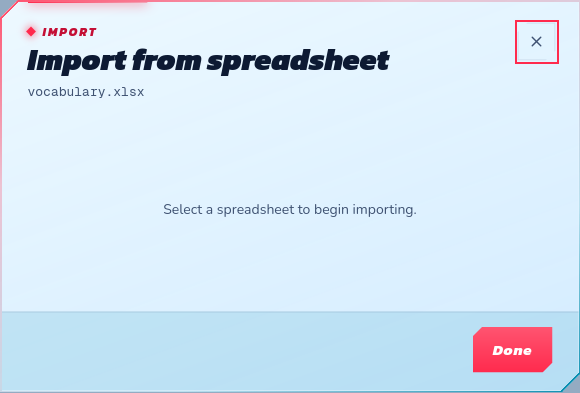 IMPORT
Import from spreadsheet
vocabulary.xlsx
Select a spreadsheet to begin importing.
Done